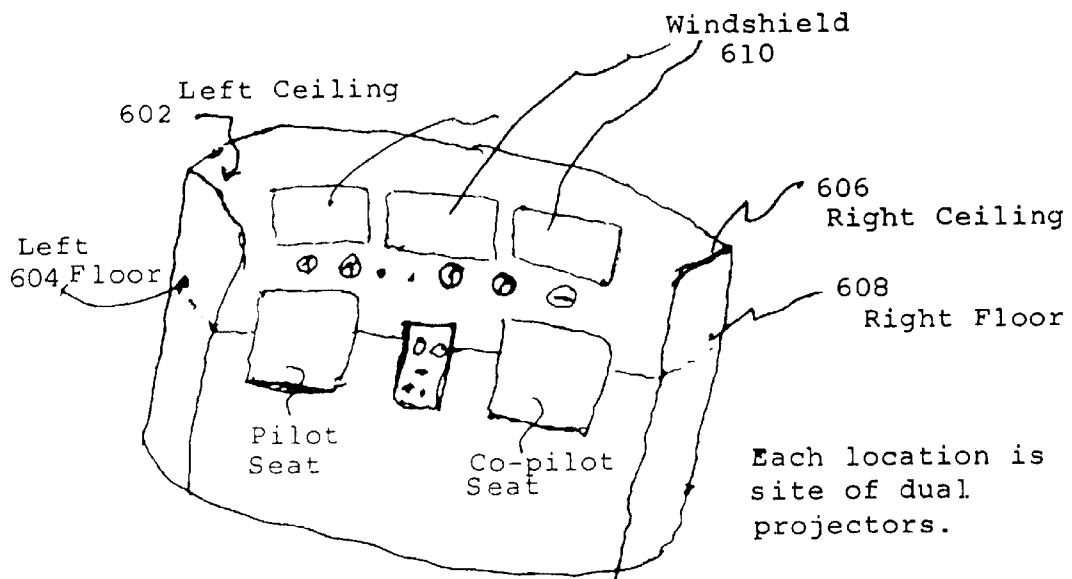 Windshield
610
Left Ceiling
602
606
Right Ceiling
Left
604 Floor
608
Right Floor
Pilot
Seat
Co-pilot
Seat
Each location is
site of dual
projectors.